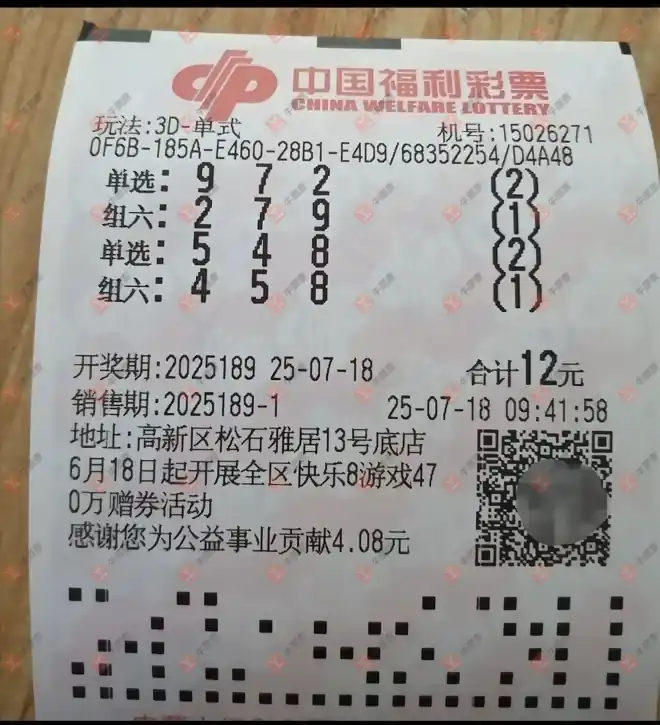 中国福利彩票
CHINA WELFARE LOTTERY
玩法:3D-单式 机号:15026271
0F6B-185A-E460-28B1-E4D9/68352254/D4A48
单选: 9 7 2 (2)
组六: 2 7 9 (1)
单选: 5 4 8 (2)
组六: 4 5 8 (1)
开奖期:2025189 25-07-18 合计12元
销售期:2025189-1 25-07-18 09:41:58
地址:高新区松石雅居13号底店
6月18日起开展全区快乐8游戏47
0万赠券活动
感谢您为公益事业贡献4.08元